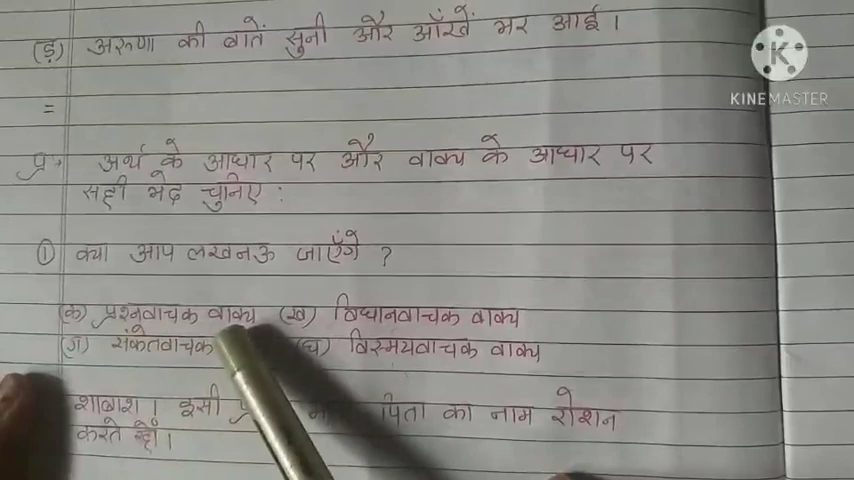 (ड़) अरुणा की बातें सुनी और आँखें भर आई।
KINEMASTER
=
प्र. अर्थ के आधार पर और वाक्य के आधार पर
सही भेद चुनिए :
① क्या आप लखनऊ जाएँगे ?
(क) प्रश्नवाचक वाक्य (ख) विधानवाचक वाक्य
(ग) संकेतवाचक (घ) विस्मयवाचक वाक्य
शाबाश। इसी पिता का नाम रोशन
करते रहो।